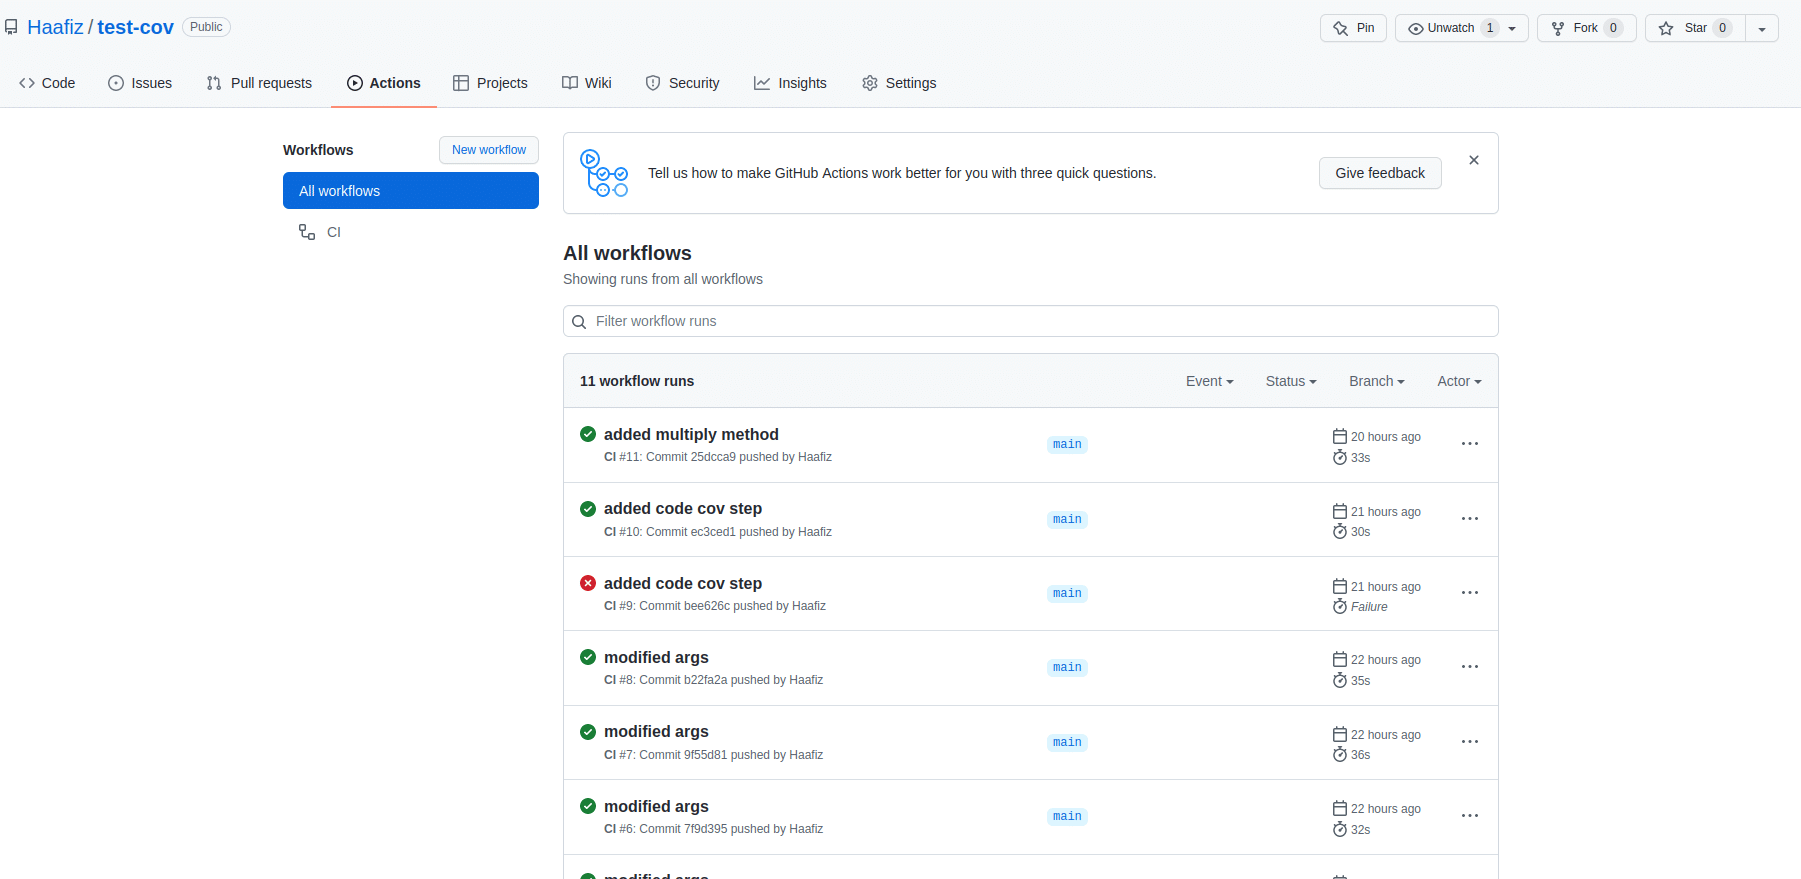 Haafiz / test-cov Public Pin Unwatch 1 Fork 0 Star 0
Code Issues Pull requests Actions Projects Wiki Security Insights Settings
Workflows New workflow
All workflows
CI
Tell us how to make GitHub Actions work better for you with three quick questions. Give feedback
All workflows
Showing runs from all workflows
Filter workflow runs
11 workflow runs Event Status Branch Actor
added multiply method
CI #11: Commit 25dcca9 pushed by Haafiz
main
20 hours ago
33s
added code cov step
CI #10: Commit ec3ced1 pushed by Haafiz
main
21 hours ago
30s
added code cov step
CI #9: Commit bee626c pushed by Haafiz
main
21 hours ago
Failure
modified args
CI #8: Commit b22fa2a pushed by Haafiz
main
22 hours ago
35s
modified args
CI #7: Commit 9f55d81 pushed by Haafiz
main
22 hours ago
36s
modified args
CI #6: Commit 7f9d395 pushed by Haafiz
main
22 hours ago
32s
modified args